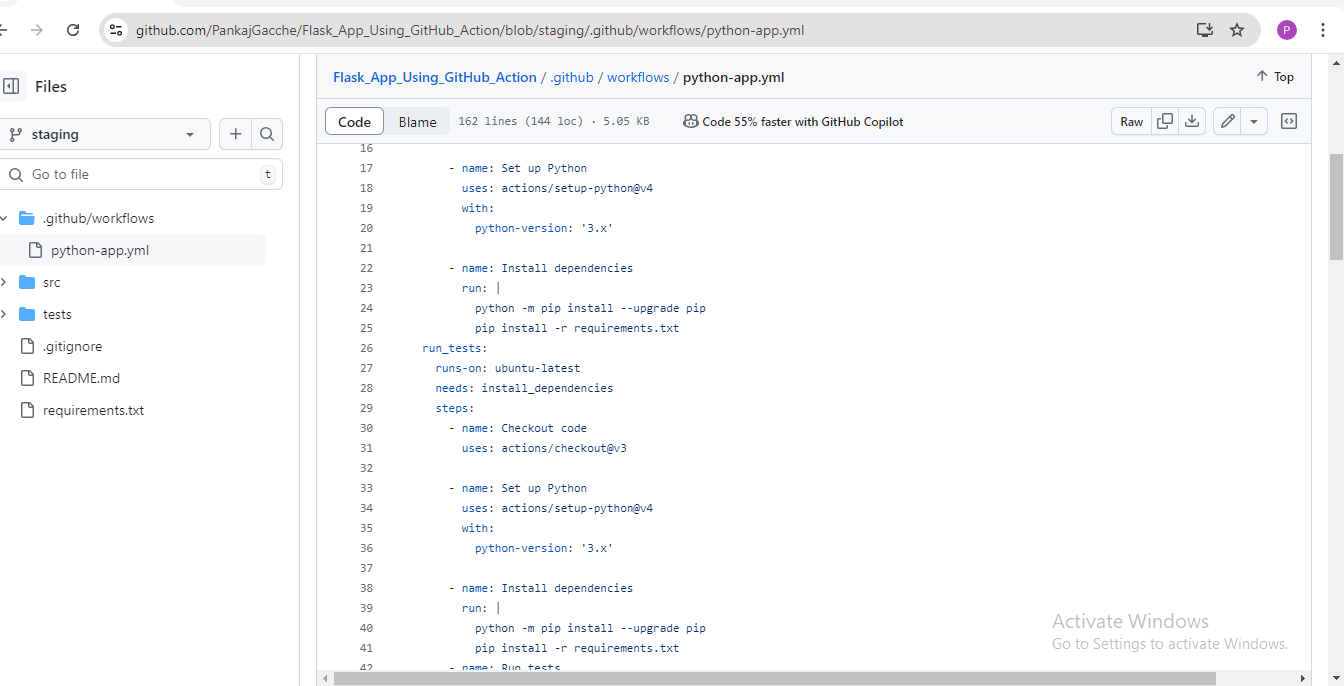 github.com/PankajGacche/Flask_App_Using_GitHub_Action/blob/staging/.github/workflows/python-app.yml
P
Files
Flask_App_Using_GitHub_Action / .github / workflows / python-app.yml
Top
staging
Code
Blame
162 lines (144 loc) · 5.05 KB
Code 55% faster with GitHub Copilot
Raw
Go to file
t
.github/workflows
python-app.yml
src
tests
.gitignore
README.md
requirements.txt
16
17 - name: Set up Python
18 uses: actions/setup-python@v4
19 with:
20 python-version: '3.x'
21
22 - name: Install dependencies
23 run: |
24 python -m pip install --upgrade pip
25 pip install -r requirements.txt
26 run_tests:
27 runs-on: ubuntu-latest
28 needs: install_dependencies
29 steps:
30 - name: Checkout code
31 uses: actions/checkout@v3
32
33 - name: Set up Python
34 uses: actions/setup-python@v4
35 with:
36 python-version: '3.x'
37
38 - name: Install dependencies
39 run: |
40 python -m pip install --upgrade pip
41 pip install -r requirements.txt
42 - name: Run tests
Activate Windows
Go to Settings to activate Windows.